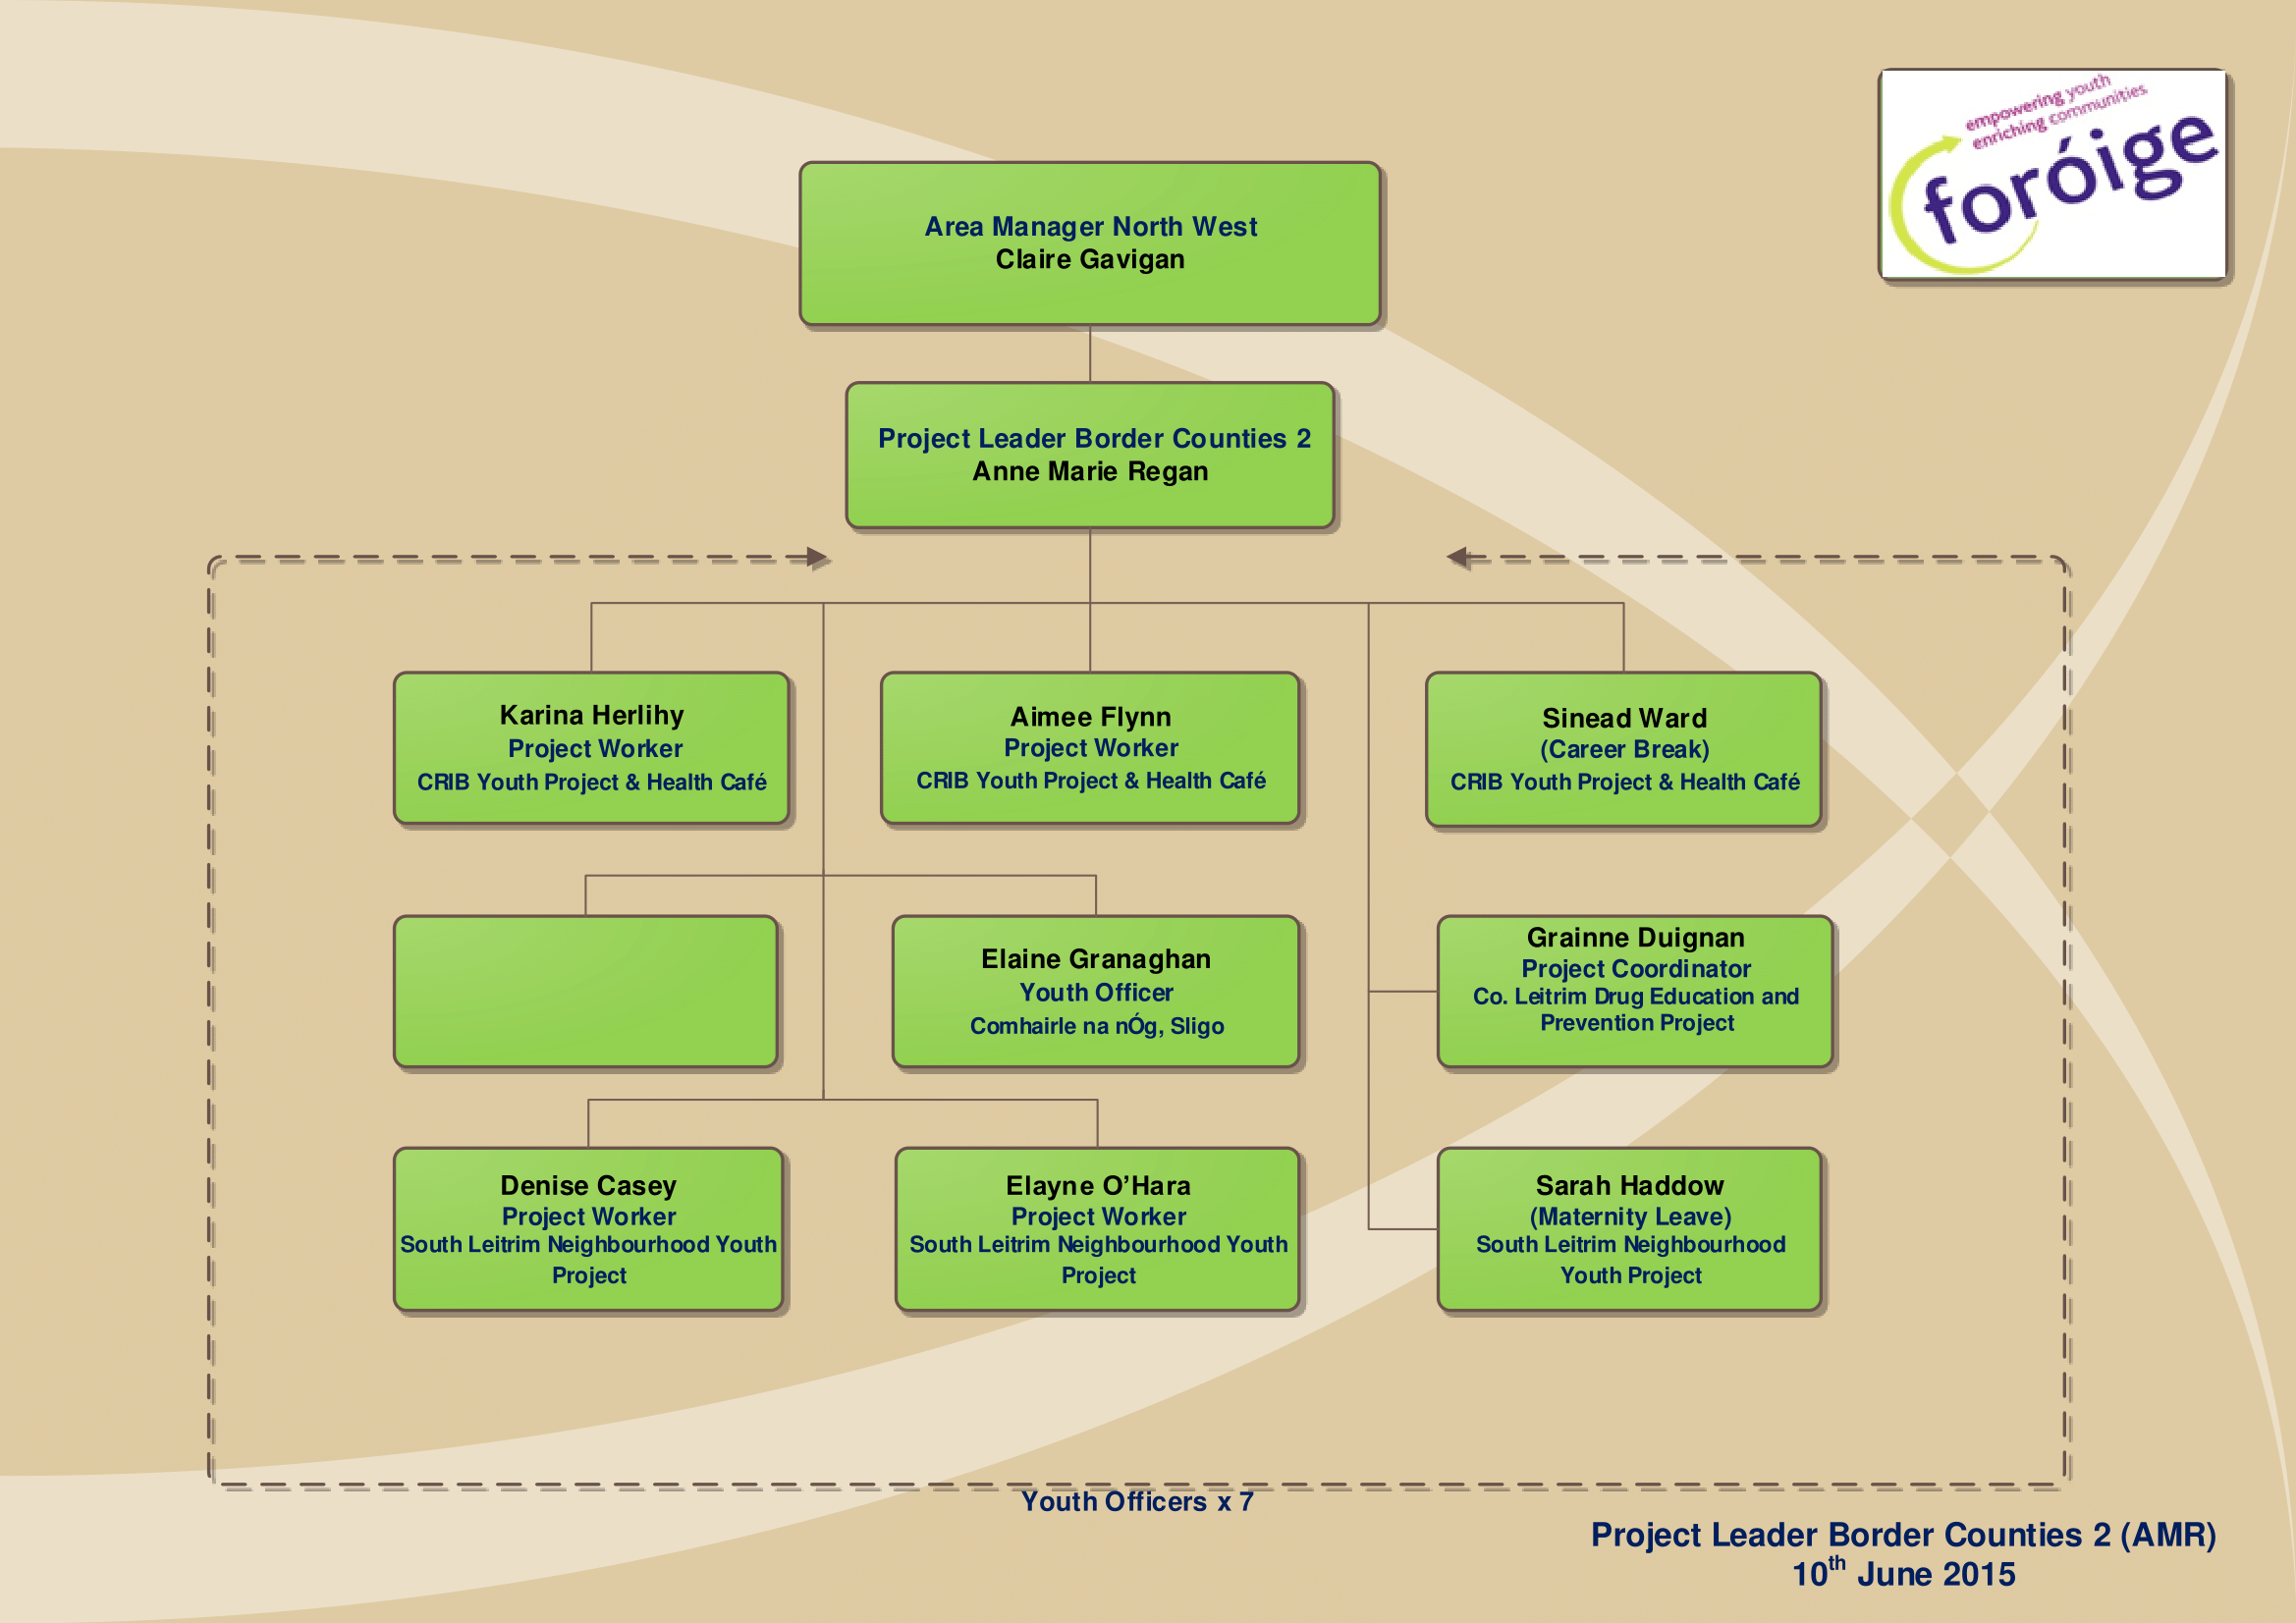 empowering youth
enriching communities
foróige
Area Manager North West
Claire Gavigan
Project Leader Border Counties 2
Anne Marie Regan
Karina Herlihy
Project Worker
CRIB Youth Project & Health Café
Aimee Flynn
Project Worker
CRIB Youth Project & Health Café
Sinead Ward
(Career Break)
CRIB Youth Project & Health Café
Elaine Granaghan
Youth Officer
Comhairle na nÓg, Sligo
Grainne Duignan
Project Coordinator
Co. Leitrim Drug Education and
Prevention Project
Denise Casey
Project Worker
South Leitrim Neighbourhood Youth
Project
Elayne O’Hara
Project Worker
South Leitrim Neighbourhood Youth
Project
Sarah Haddow
(Maternity Leave)
South Leitrim Neighbourhood
Youth Project
Youth Officers x 7
Project Leader Border Counties 2 (AMR)
10th June 2015